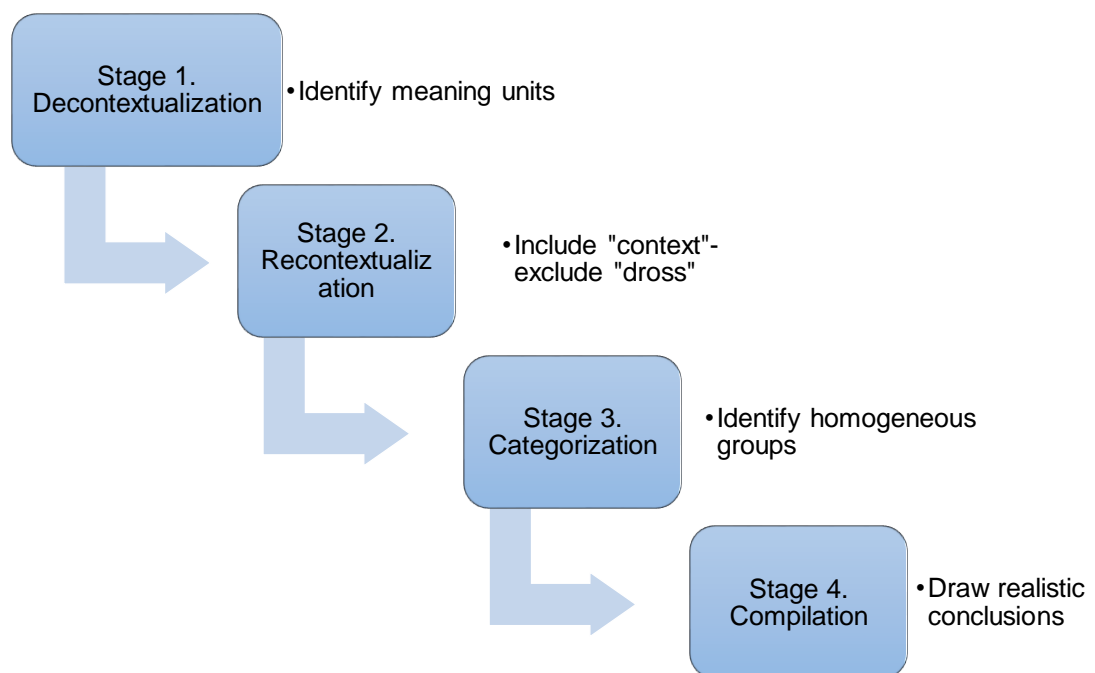 Stage 1.
Decontextualization
•Identify meaning units
Stage 2.
Recontextualiz
ation
•Include "context"-
exclude "dross"
Stage 3.
Categorization
•Identify homogeneous
groups
Stage 4.
Compilation
•Draw realistic
conclusions